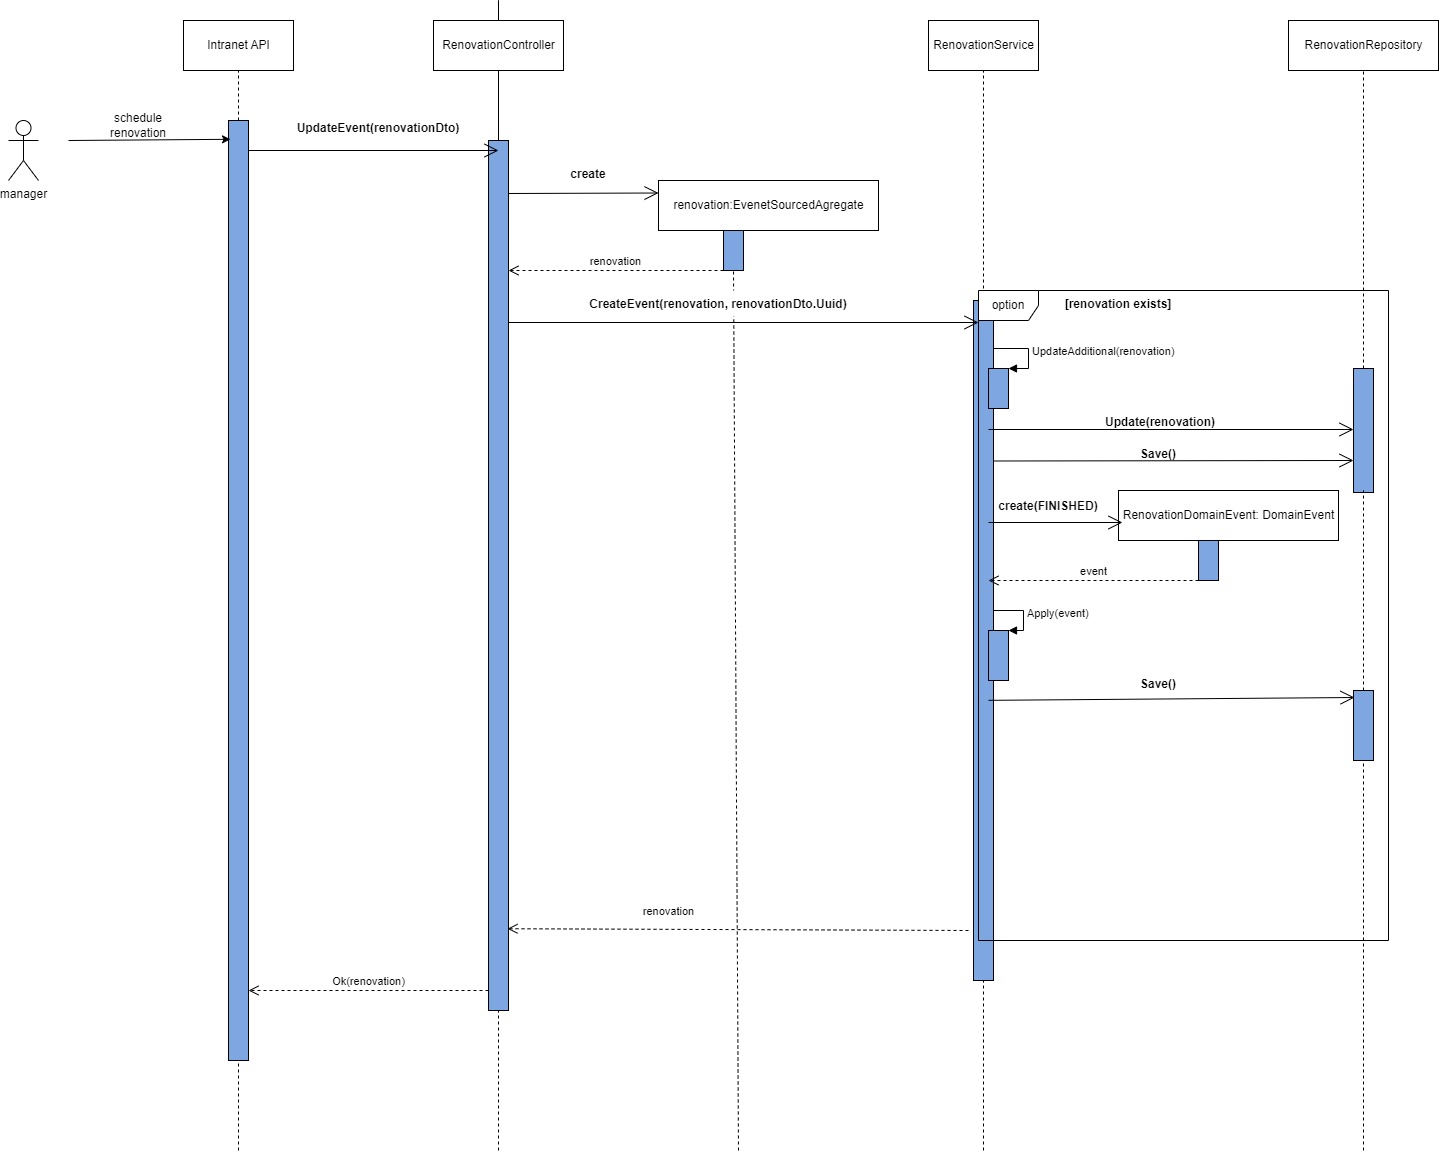 Intranet API
RenovationController
RenovationService
RenovationRepository
schedule
renovation
manager
UpdateEvent(renovationDto)
create
renovation:EvenetSourcedAgregate
renovation
CreateEvent(renovation, renovationDto.Uuid)
option
[renovation exists]
UpdateAdditional(renovation)
Update(renovation)
Save()
create(FINISHED)
RenovationDomainEvent: DomainEvent
event
Apply(event)
Save()
renovation
Ok(renovation)